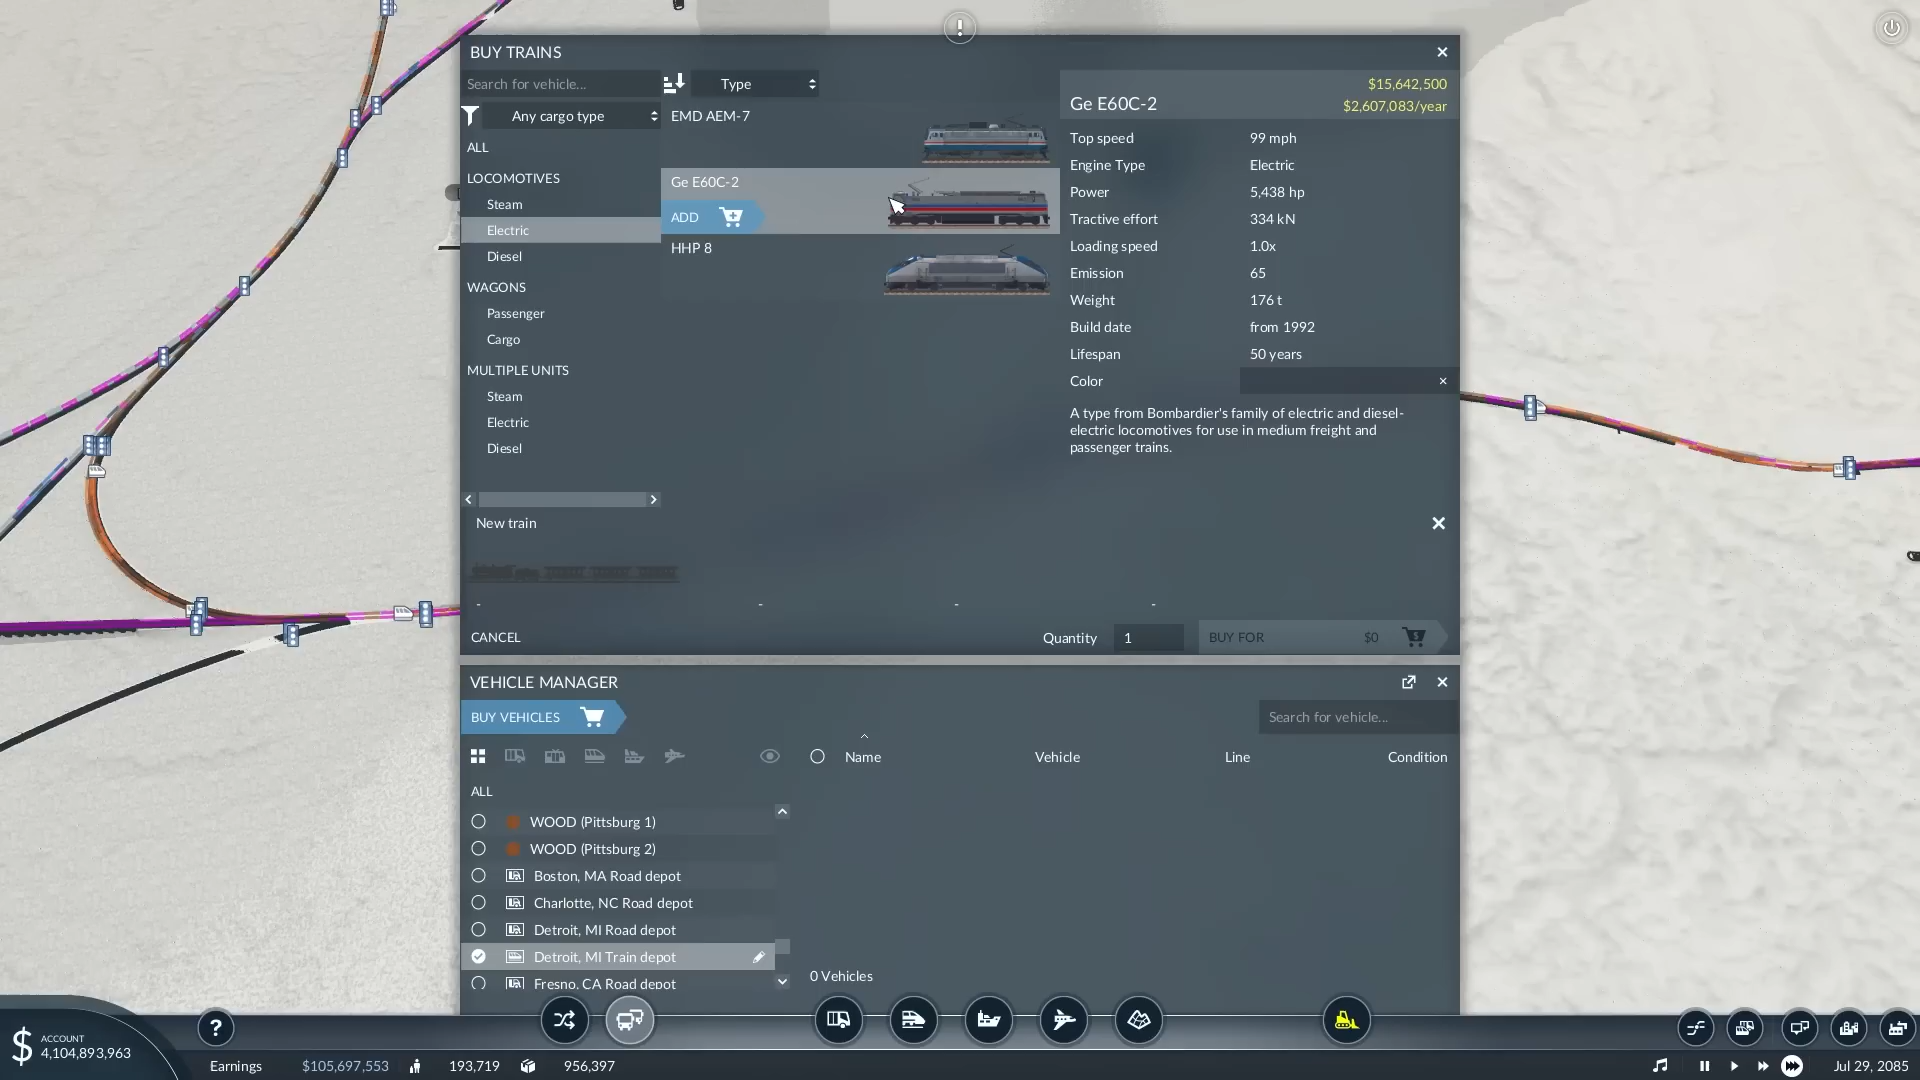 BUY TRAINS
Search for vehicle...
Type
Any cargo type
ALL
LOCOMOTIVES
Steam
Electric
Diesel
WAGONS
Passenger
Cargo
MULTIPLE UNITS
Steam
Electric
Diesel
EMD AEM-7
Ge E60C-2
ADD
HHP 8
Ge E60C-2
$15,642,500
$2,607,083/year
Top speed 99 mph
Engine Type Electric
Power 5,438 hp
Tractive effort 334 kN
Loading speed 1.0x
Emission 65
Weight 176 t
Build date from 1992
Lifespan 50 years
Color
A type from Bombardier's family of electric and diesel-
electric locomotives for use in medium freight and
passenger trains.
New train
- - - -
CANCEL
Quantity 1
BUY FOR $0
VEHICLE MANAGER
BUY VEHICLES
Search for vehicle...
Name Vehicle Line Condition
ALL
WOOD (Pittsburg 1)
WOOD (Pittsburg 2)
Boston, MA Road depot
Charlotte, NC Road depot
Detroit, MI Road depot
Detroit, MI Train depot
Fresno, CA Road depot
0 Vehicles
$ ACCOUNT
4,104,893,963
?
Earnings $105,697,553 193,719 956,397
Jul 29, 2085